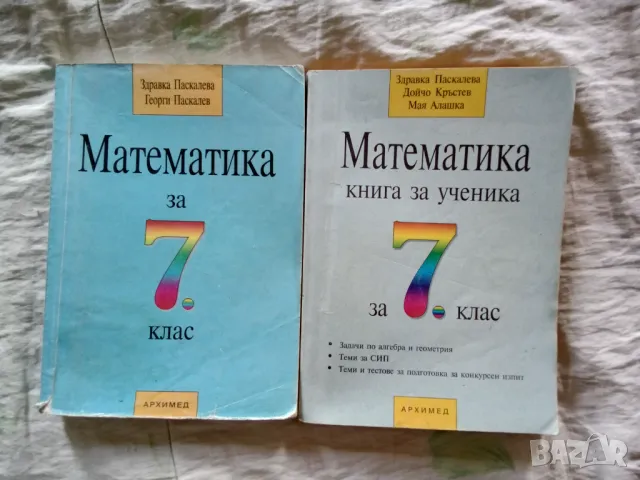 Здравка Паскалева
Георги Паскалев
Математика
за
7.
клас
АРХИМЕД
Здравка Паскалева
Дойчо Кръстев
Мая Алашка
Математика
книга за ученика
за 7. клас
• Задачи по алгебра и геометрия
• Теми за СИП
• Теми и тестове за подготовка за конкурсен изпит
АРХИМЕД
BAZAR